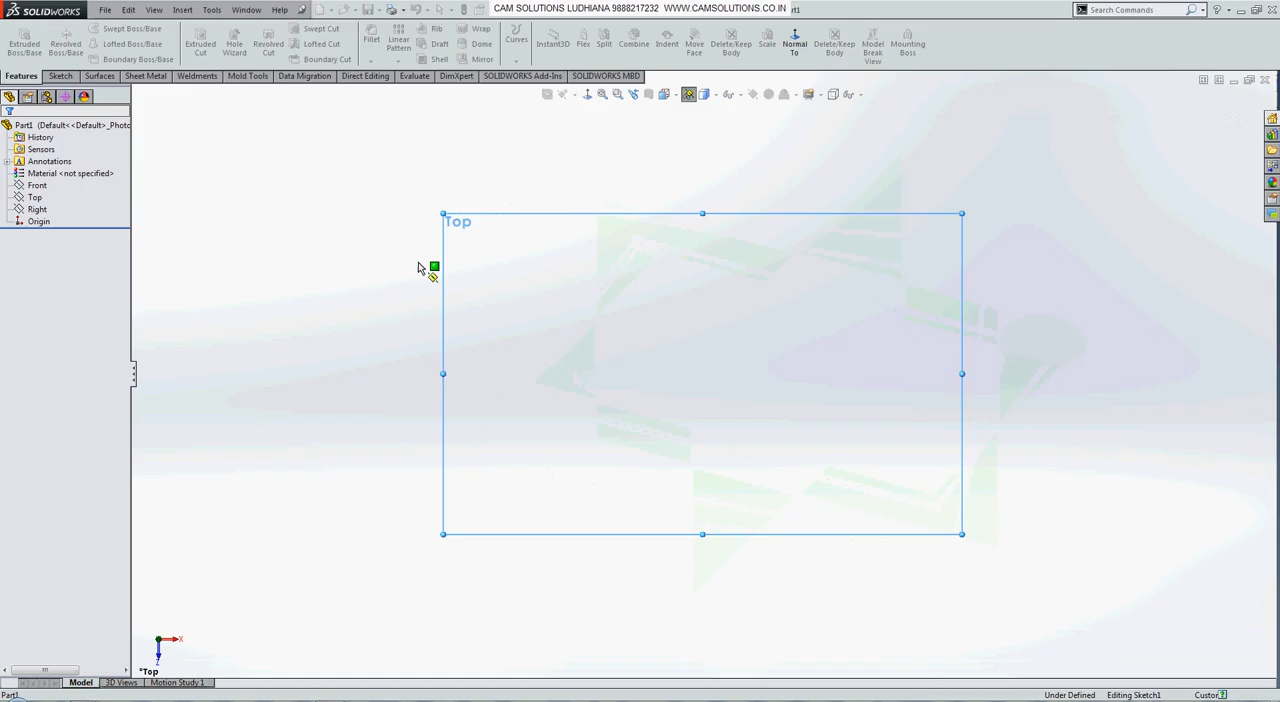 SOLIDWORKS File Edit View Insert Tools Window Help CAM SOLUTIONS LUDHIANA 9888217232 WWW.CAMSOLUTIONS.CO.IN rt1 Search Commands
Extruded Boss/Base
Revolved Boss/Base
Swept Boss/Base
Lofted Boss/Base
Boundary Boss/Base
Extruded Cut
Hole Wizard
Revolved Cut
Swept Cut
Lofted Cut
Boundary Cut
Fillet
Linear Pattern
Rib
Draft
Shell
Wrap
Dome
Mirror
Curves
Instant3D
Flex
Split
Combine
Indent
Move Face
Delete/Keep Body
Scale
Normal To
Delete/Keep Body
Model Break View
Mounting Boss
Features Sketch Surfaces Sheet Metal Weldments Mold Tools Data Migration Direct Editing Evaluate DimXpert SOLIDWORKS Add-Ins SOLIDWORKS MBD
Part1 (Default<<Default>_Photo
History
Sensors
Annotations
Material <not specified>
Front
Top
Right
Origin
Top
X
Z
*Top
Model 3D Views Motion Study 1
Part1 Under Defined Editing Sketch1 Custor